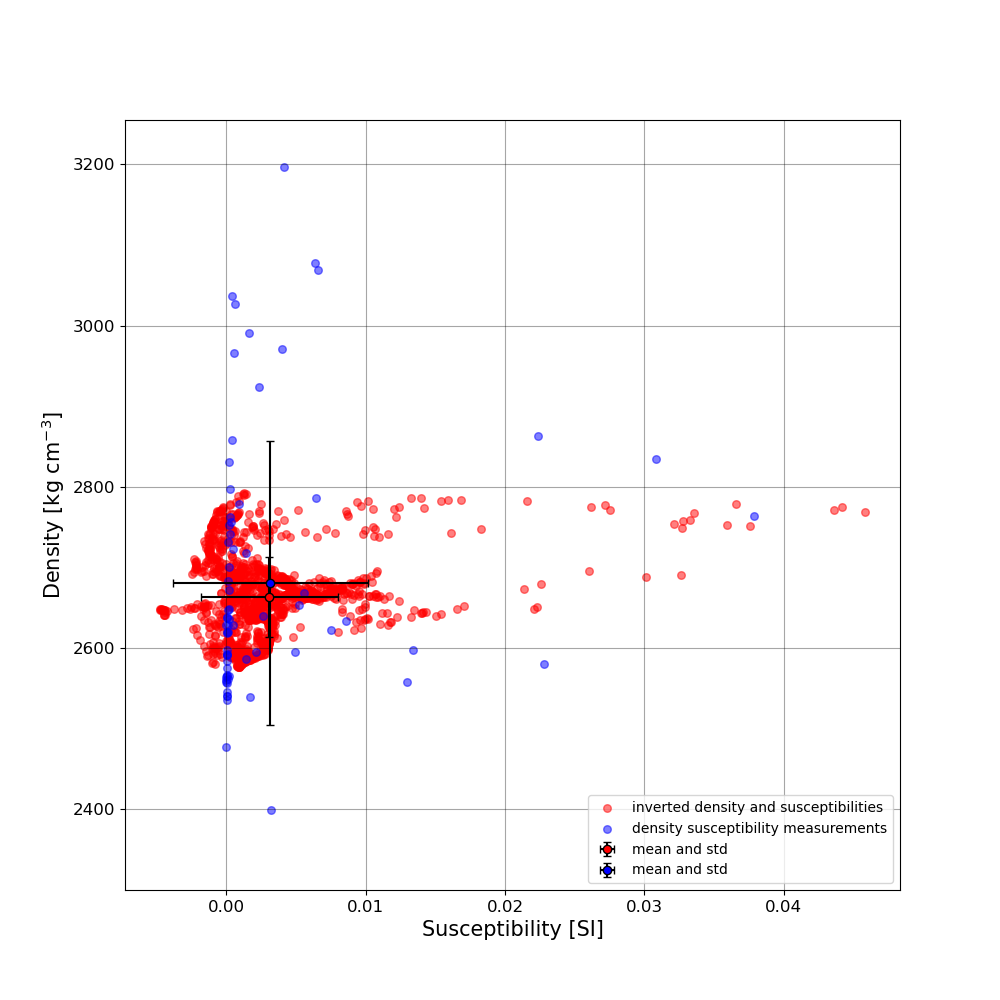 3200
3000
2800
2600
2400
Density [kg cm⁻³]
0.00 0.01 0.02 0.03 0.04
Susceptibility [SI]
inverted density and susceptibilities
density susceptibility measurements
mean and std
mean and std